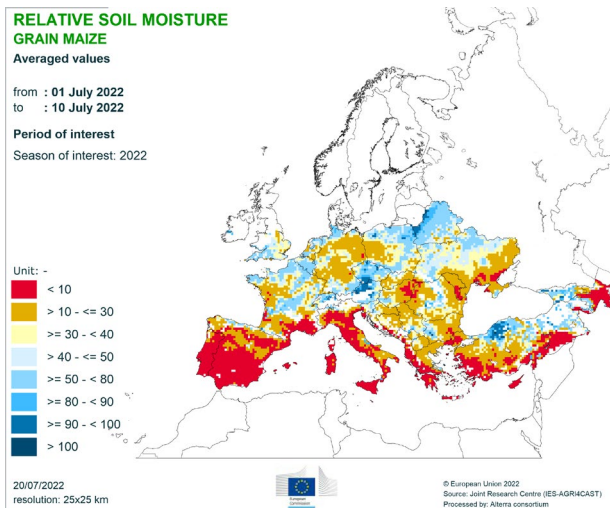 RELATIVE SOIL MOISTURE
GRAIN MAIZE
Averaged values
from : 01 July 2022
to : 10 July 2022
Period of interest
Season of interest: 2022
Unit: -
< 10
> 10 - <= 30
>= 30 - < 40
> 40 - <= 50
>= 50 - < 80
>= 80 - < 90
>= 90 - < 100
> 100
20/07/2022
resolution: 25x25 km
European
Commission
© European Union 2022
Source: Joint Research Centre (IES-AGRI4CAST)
Processed by: Alterra consortium